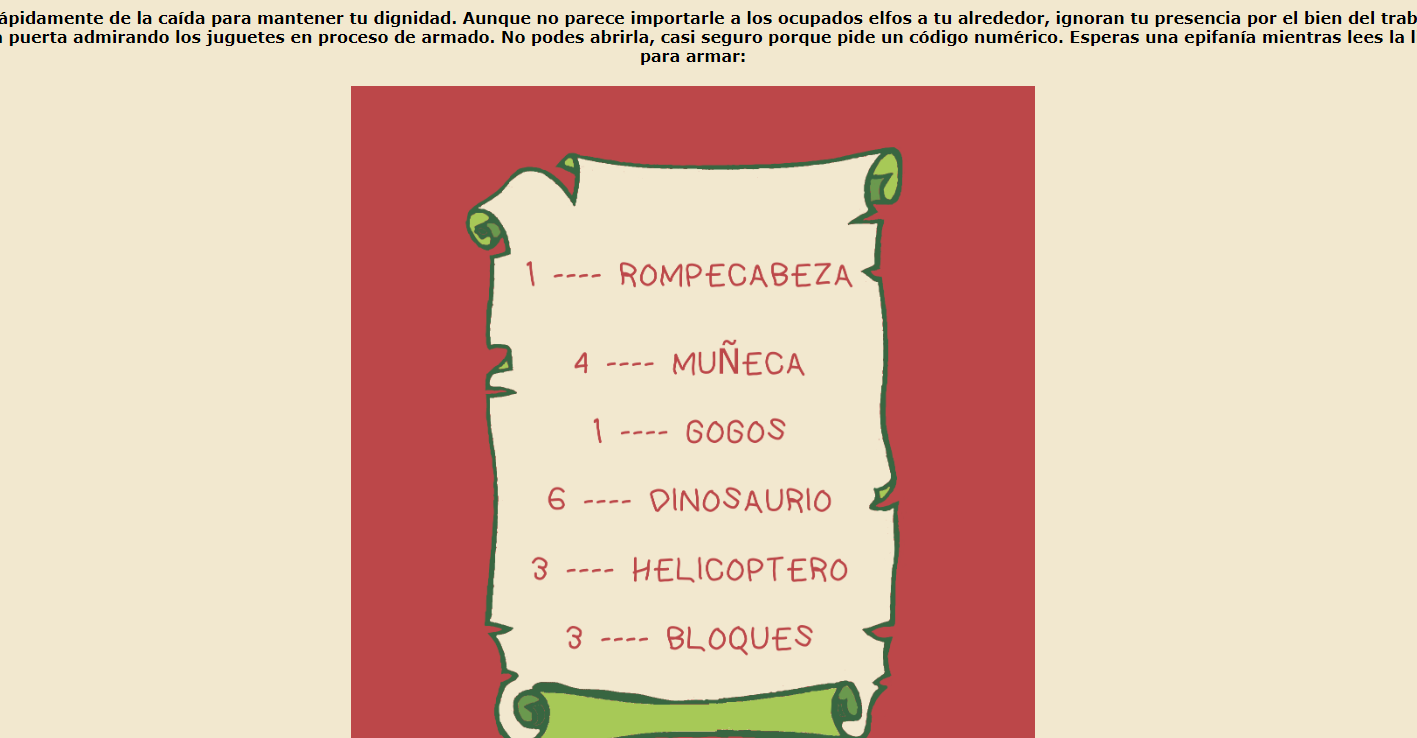 ápidamente de la caída para mantener tu dignidad. Aunque no parece importarle a los ocupados elfos a tu alrededor, ignoran tu presencia por el bien del trab
puerta admirando los juguetes en proceso de armado. No podes abrirla, casi seguro porque pide un código numérico. Esperas una epifanía mientras lees la l
para armar:
1 ---- ROMPECABEZA
4 ---- MUÑECA
1 ---- GOGOS
6 ---- DINOSAURIO
3 ---- HELICOPTERO
3 ---- BLOQUES